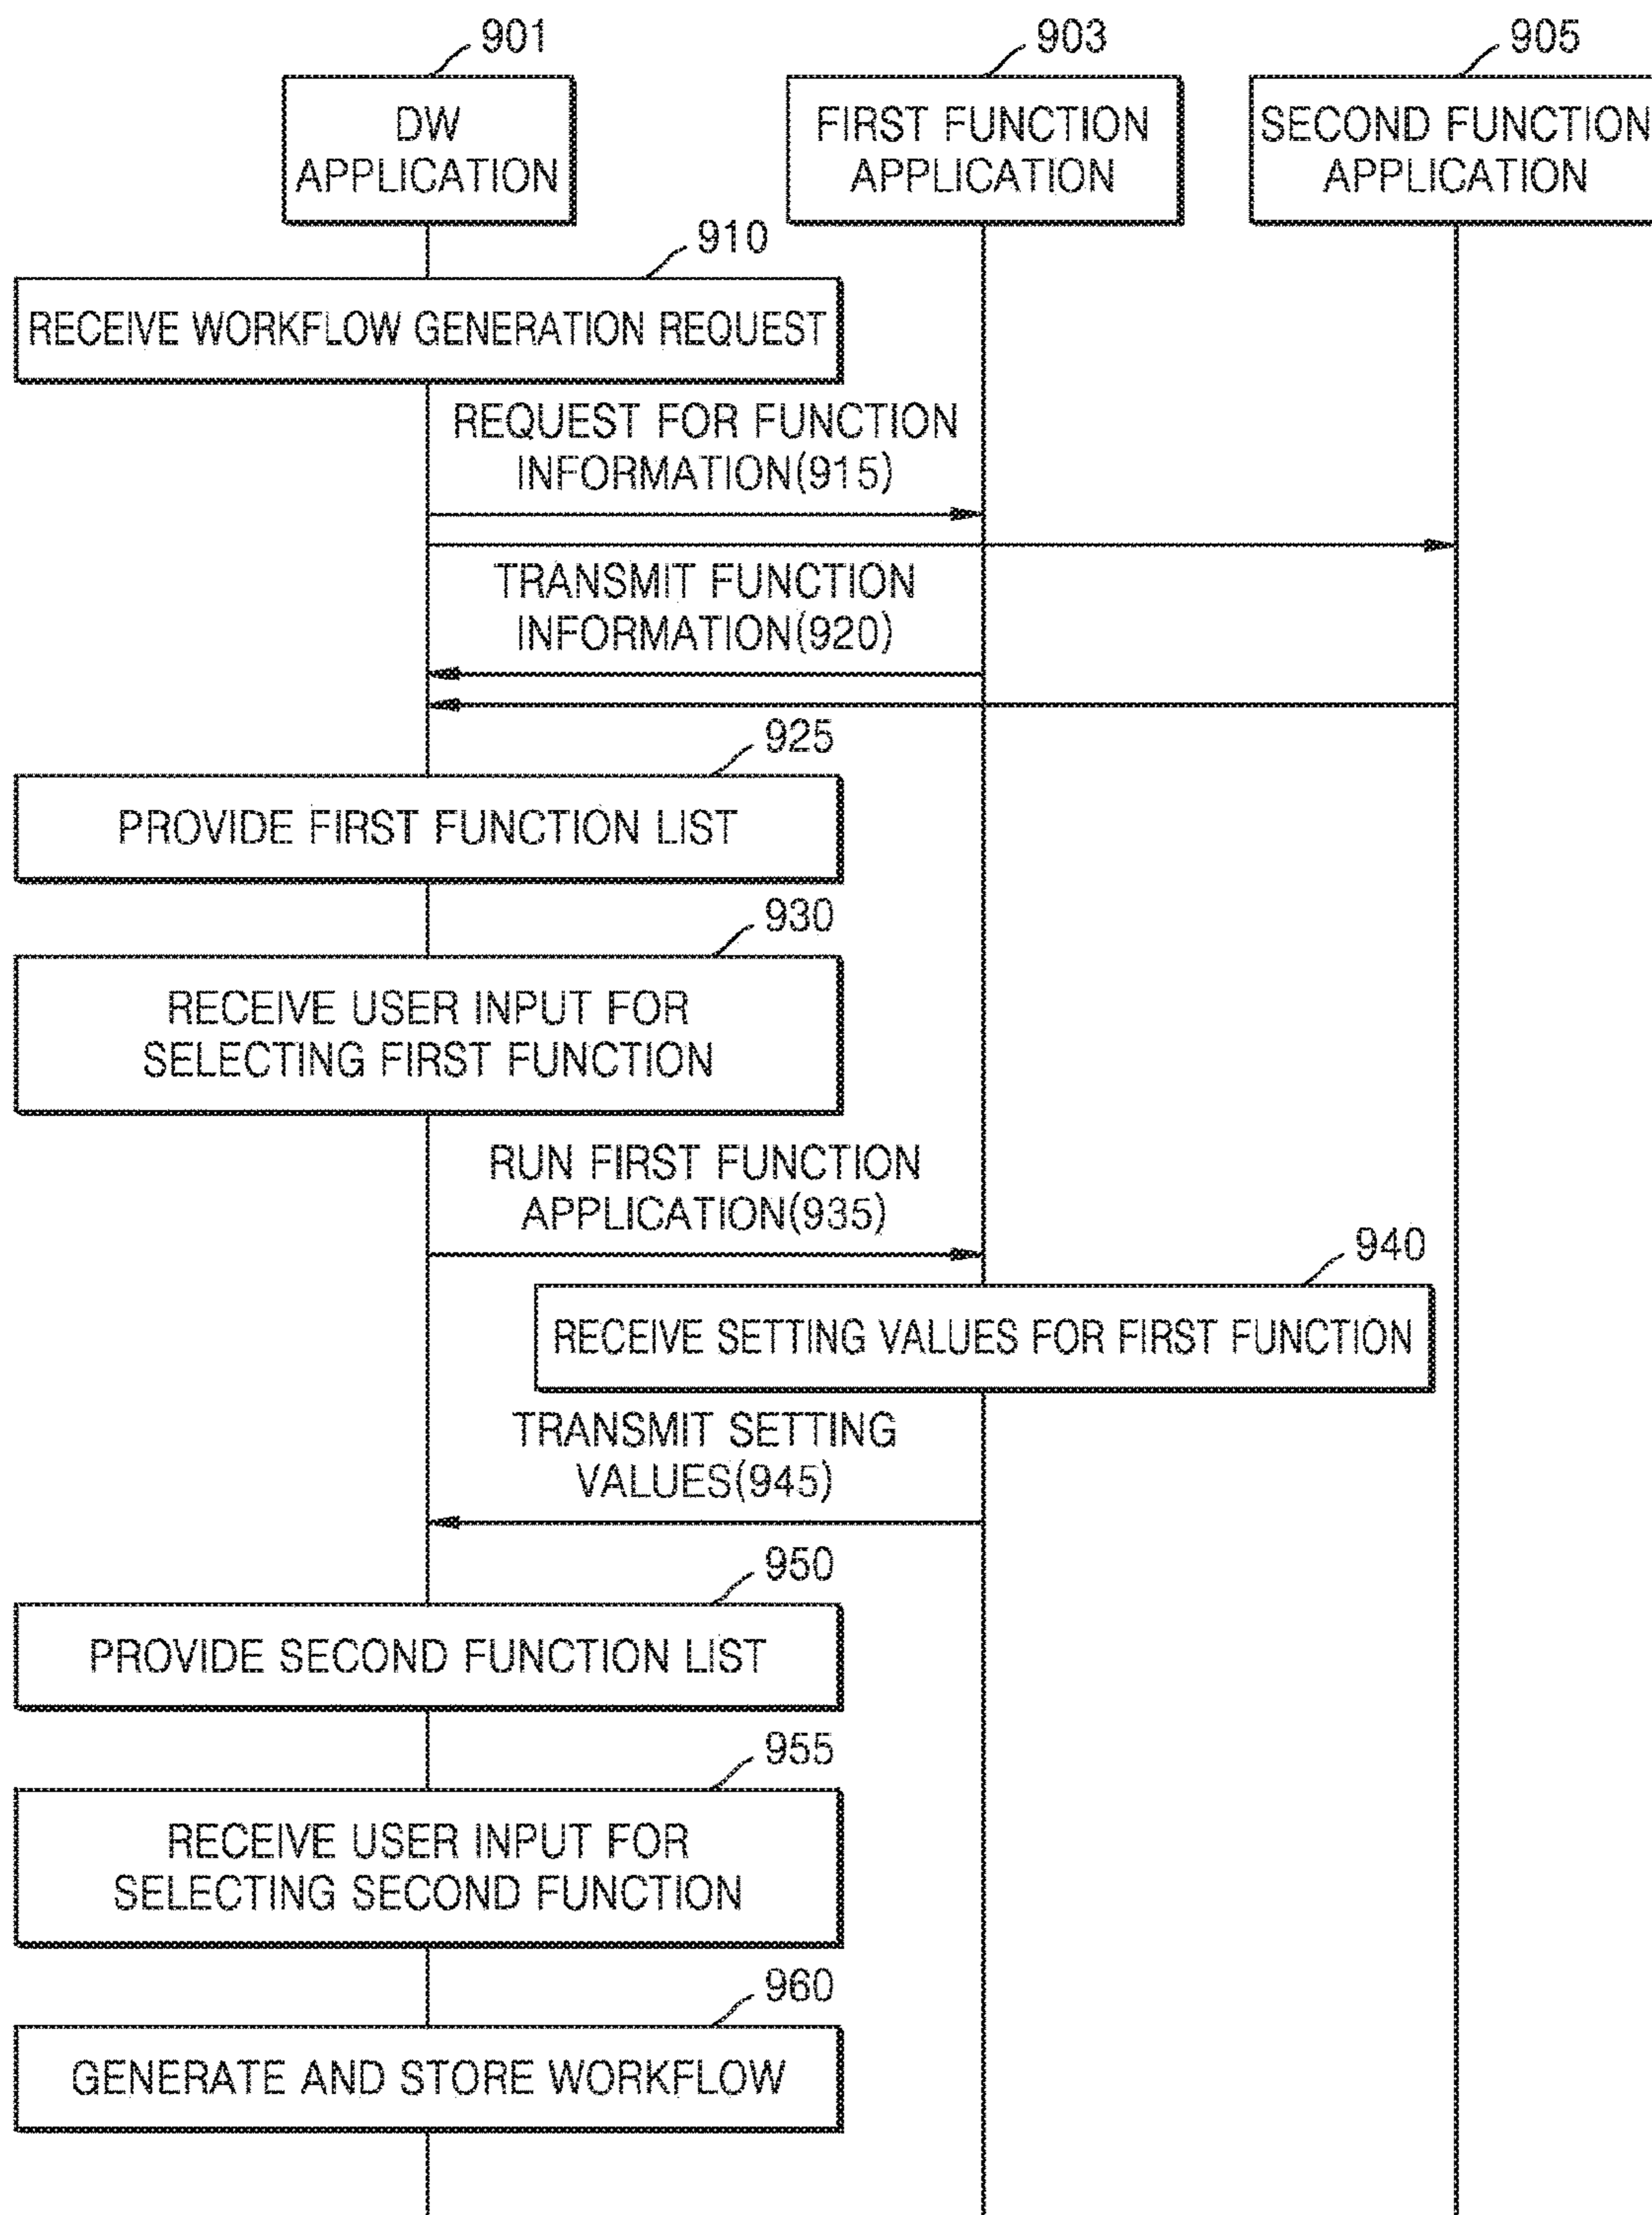 901
903
905
DW
APPLICATION
FIRST FUNCTION
APPLICATION
SECOND FUNCTION
APPLICATION
910
RECEIVE WORKFLOW GENERATION REQUEST
REQUEST FOR FUNCTION
INFORMATION(915)
TRANSMIT FUNCTION
INFORMATION(920)
925
PROVIDE FIRST FUNCTION LIST
930
RECEIVE USER INPUT FOR
SELECTING FIRST FUNCTION
RUN FIRST FUNCTION
APPLICATION(935)
940
RECEIVE SETTING VALUES FOR FIRST FUNCTION
TRANSMIT SETTING
VALUES(945)
950
PROVIDE SECOND FUNCTION LIST
955
RECEIVE USER INPUT FOR
SELECTING SECOND FUNCTION
960
GENERATE AND STORE WORKFLOW